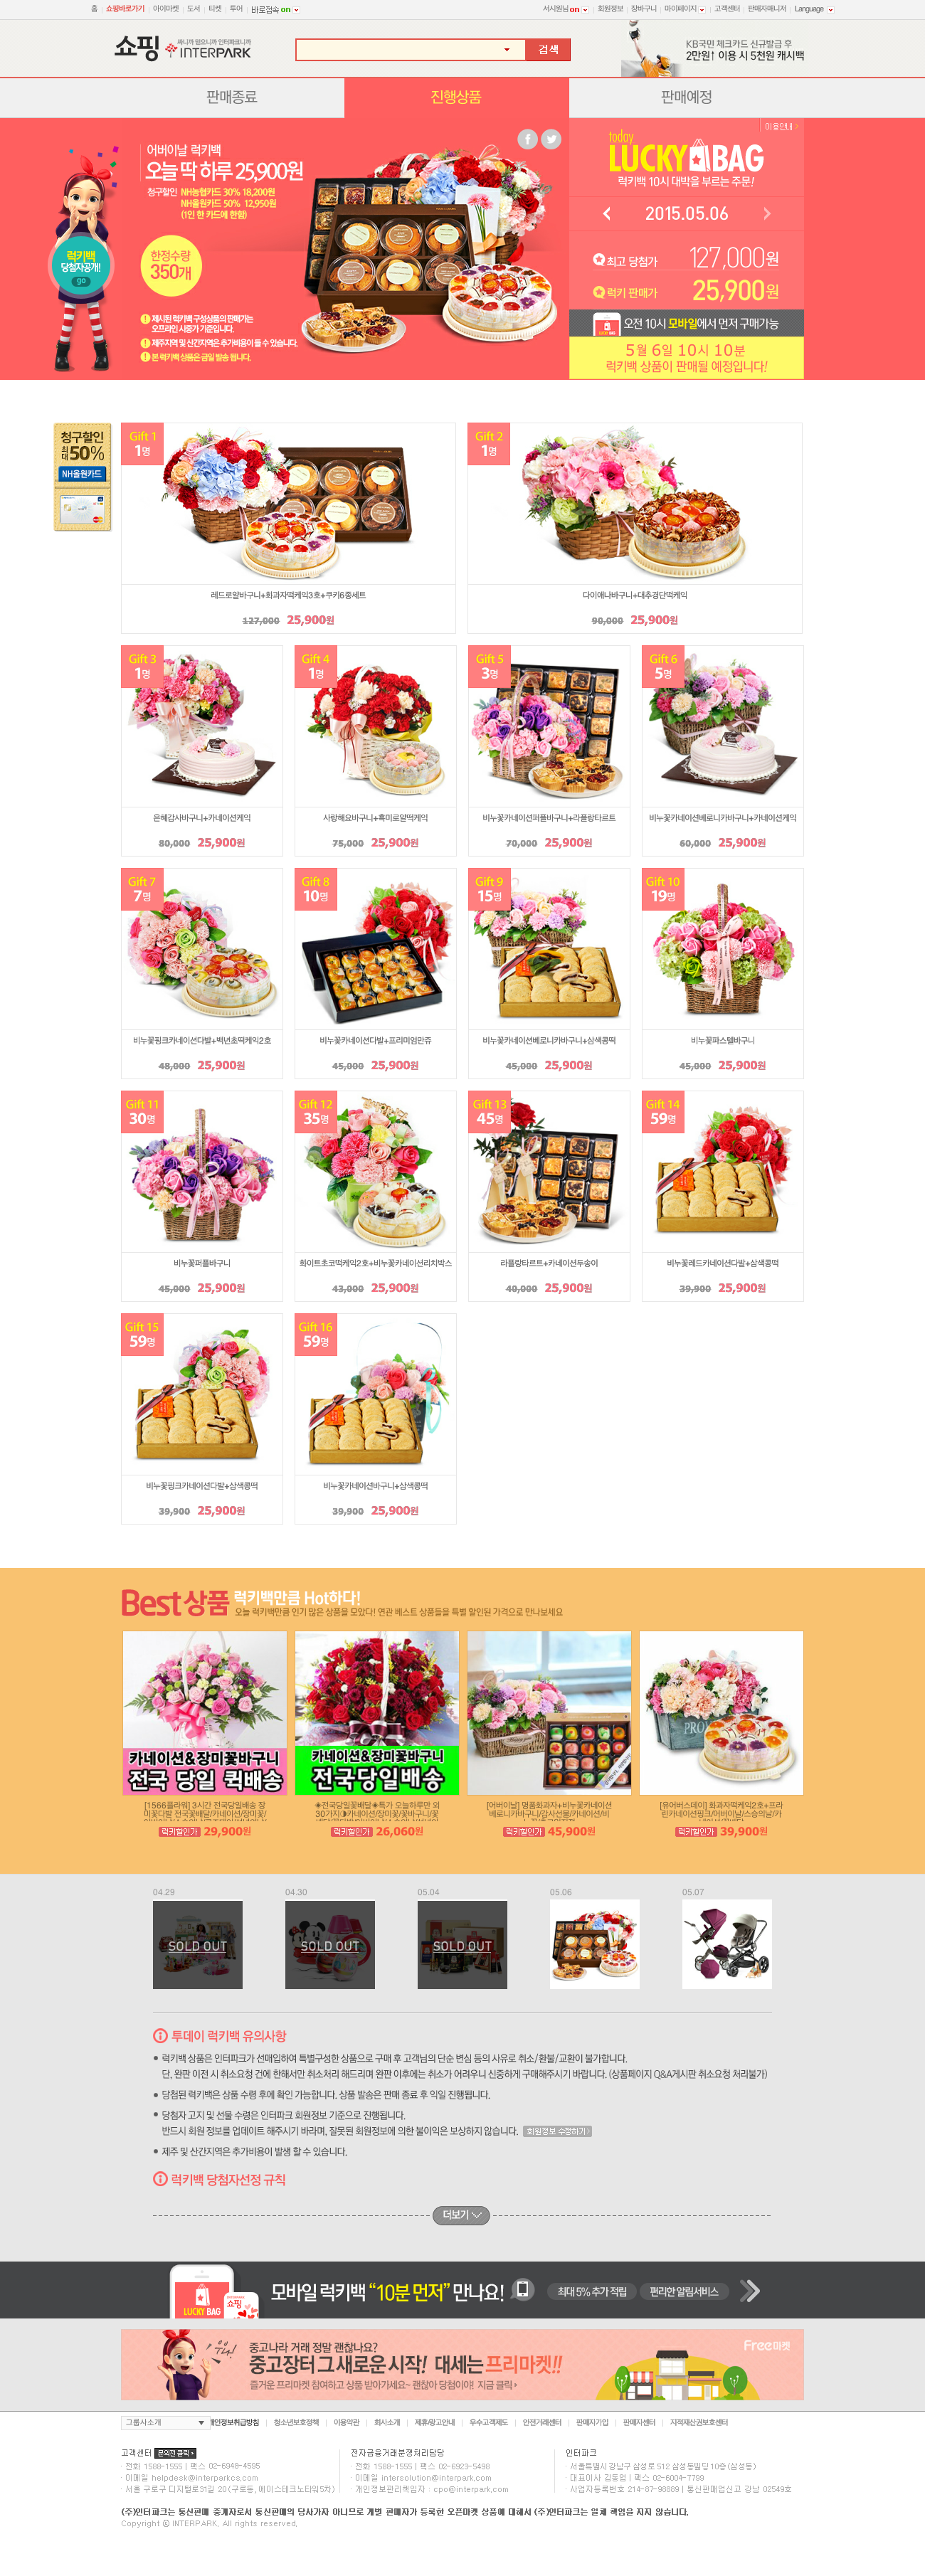 홈 쇼핑바로가기 아이마켓 도서 티켓 투어 바로접속 on
서시원님 on 회원정보 장바구니 마이페이지 고객센터 판매자매니저 Language
쇼핑 싸니까 믿으니까 인터파크니까 INTERPARK
검색
KB국민 체크카드 신규발급 후
2만원↑ 이용 시 5천원 캐시백
판매종료 진행상품 판매예정
이용안내
어버이날 럭키백
오늘 딱 하루 25,900원
청구할인 NH농협카드 30% 18,200원
NH올원카드 50% 12,950원
(1인 한 카드에 한함)
럭키백
당첨자공개!
go
한정수량
350개
제시된 럭키백 구성상품의 판매가는
오프라인 시중가 기준입니다.
제주지역 및 산간지역은 추가비용이 들 수 있습니다.
본 럭키백 상품은 금일 발송 됩니다.
today
LUCKY BAG
럭키백 10시 대박을 부르는 주문!
2015.05.06
최고 당첨가 127,000원
럭키 판매가 25,900원
오전 10시 모바일에서 먼저 구매가능
5월 6일 10시 10분
럭키백 상품이 판매될 예정입니다!
청구할인
최대 50%
NH올원카드
Gift 1
1명
레드로얄바구니+화과자떡케익3호+쿠키6종세트
127,000 25,900원
Gift 2
1명
다이애나바구니+대추경단떡케익
90,000 25,900원
Gift 3
1명
은혜감사바구니+카네이션케익
80,000 25,900원
Gift 4
1명
사랑해요바구니+흑미로얄떡케익
75,000 25,900원
Gift 5
3명
비누꽃카네이션퍼플바구니+라플랑타르트
70,000 25,900원
Gift 6
5명
비누꽃카네이션베로니카바구니+카네이션케익
60,000 25,900원
Gift 7
7명
비누꽃핑크카네이션다발+백년초떡케익2호
48,000 25,900원
Gift 8
10명
비누꽃카네이션다발+프리미엄만쥬
45,000 25,900원
Gift 9
15명
비누꽃카네이션베로니카바구니+삼색콩떡
45,000 25,900원
Gift 10
19명
비누꽃파스텔바구니
45,000 25,900원
Gift 11
30명
비누꽃퍼플바구니
45,000 25,900원
Gift 12
35명
화이트초코떡케익2호+비누꽃카네이션리치박스
43,000 25,900원
Gift 13
45명
라플랑타르트+카네이션두송이
40,000 25,900원
Gift 14
59명
비누꽃레드카네이션다발+삼색콩떡
39,900 25,900원
Gift 15
59명
비누꽃핑크카네이션다발+삼색콩떡
39,900 25,900원
Gift 16
59명
비누꽃카네이션바구니+삼색콩떡
39,900 25,900원
Best 상품 럭키백만큼 Hot하다!
오늘 럭키백만큼 인기 많은 상품을 모았다! 연관 베스트 상품들을 특별 할인된 가격으로 만나보세요
카네이션&장미꽃바구니
전국 당일 퀵배송
[1566플라워] 3시간 전국당일배송 장
미꽃다발 전국꽃배달/카네이션/장미꽃/
럭키할인가 29,900원
카네이션&장미꽃바구니
전국당일배송
◈전국당일꽃배달◈특가 오늘하루만 외
30가지 ▶카네이션/장미꽃/꽃바구니/꽃
럭키할인가 26,060원
[어버이날] 명품화과자+비누꽃카네이션
베로니카바구니/감사선물/카네이션/비
럭키할인가 45,900원
[유어버스데이] 화과자떡케익2호+프라
린카네이션핑크/어버이날/스승의날/카
럭키할인가 39,900원
04.29 04.30 05.04 05.06 05.07
SOLD OUT SOLD OUT SOLD OUT
투데이 럭키백 유의사항
럭키백 상품은 인터파크가 선매입하여 특별구성한 상품으로 구매 후 고객님의 단순 변심 등의 사유로 취소/환불/교환이 불가합니다.
단, 완판 이전 시 취소요청 건에 한해서만 취소처리 해드리며 완판 이후에는 취소가 어려우니 신중하게 구매해주시기 바랍니다. (상품페이지 Q&A게시판 취소요청 처리불가)
당첨된 럭키백은 상품 수령 후에 확인 가능합니다. 상품 발송은 판매 종료 후 익일 진행됩니다.
당첨자 고지 및 선물 수령은 인터파크 회원정보 기준으로 진행됩니다.
반드시 회원 정보를 업데이트 해주시기 바라며, 잘못된 회원정보에 의한 불이익은 보상하지 않습니다. 회원정보 수정하기
제주 및 산간지역은 추가비용이 발생 할 수 있습니다.
럭키백 당첨자선정 규칙
더보기
LUCKY BAG 쇼핑 모바일 럭키백 “10분 먼저” 만나요! 최대 5% 추가 적립 편리한 알림서비스
중고나라 거래 정말 괜찮나요?
중고장터 그 새로운 시작! 대세는 프리마켓!!
즐거운 프리마켓 참여하고 상품 받아가세요~ 괜찮아 당첨이야! 지금 클릭
Free마켓
그룹사소개 개인정보취급방침 청소년보호정책 이용약관 회사소개 제휴/광고안내 우수고객제도 안전거래센터 판매자가입 판매자센터 지적재산권보호센터
고객센터 문의전 클릭
전화 1588-1555 | 팩스 02-6948-4595
이메일 helpdesk@interparkcs.com
서울 구로구 디지털로31길 20 (구로동, 에이스테크노타워5차)
전자금융거래분쟁처리담당
전화 1588-1555 | 팩스 02-6923-5498
이메일 intersolution@interpark.com
개인정보관리책임자 : cpo@interpark.com
인터파크
서울특별시 강남구 삼성로 512 삼성동빌딩 10층 (삼성동)
대표이사 김동업 | 팩스 02-6004-7799
사업자등록번호 214-87-98889 | 통신판매업신고 강남 02549호
(주)인터파크는 통신판매 중개자로서 통신판매의 당사자가 아니므로 개별 판매자가 등록한 오픈마켓 상품에 대해서 (주)인터파크는 일체 책임을 지지 않습니다.
Copyright ⓒ INTERPARK. All rights reserved.